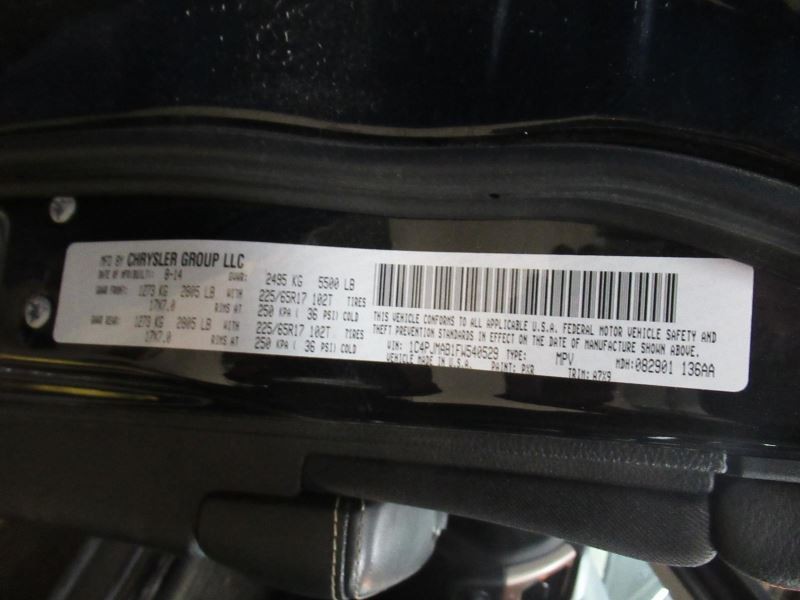 MFD BY CHRYSLER GROUP LLC
DATE OF MFR/BUILT: 8-14 GVWR: 2495 KG 5500 LB
GAWR FRONT: 1273 KG 2805 LB WITH 225/65R17 102T TIRES
17X7.0 RIMS AT 250 KPA ( 36 PSI) COLD
GAWR REAR: 1273 KG 2805 LB WITH 225/65R17 102T TIRES
17X7.0 RIMS AT 250 KPA ( 36 PSI) COLD
THIS VEHICLE CONFORMS TO ALL APPLICABLE U.S.A. FEDERAL MOTOR VEHICLE SAFETY AND
THEFT PREVENTION STANDARDS IN EFFECT ON THE DATE OF MANUFACTURE SHOWN ABOVE.
VIN: 1C4PJMAB1FW540529 TYPE: MPV MDH: 082901 136AA
VEHICLE MADE IN U.S.A. PAINT: PXR TRIM: A7X9